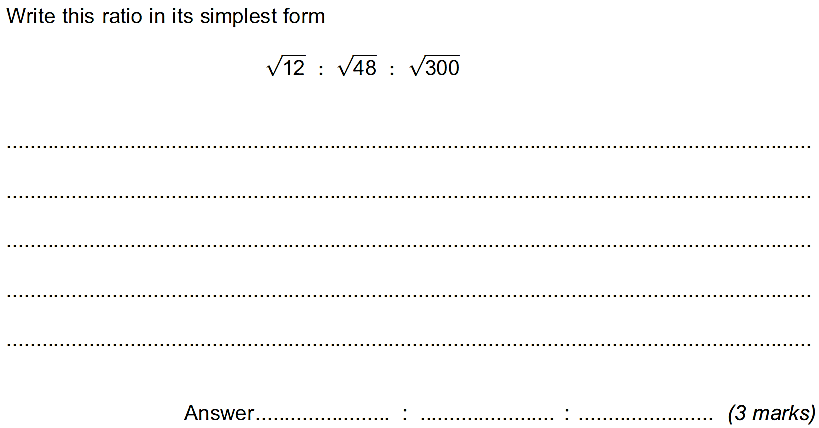 Write this ratio in its simplest form
√12 : √48 : √300
................................................................................
................................................................................
................................................................................
................................................................................
................................................................................
Answer....................... : ....................... : ....................... (3 marks)